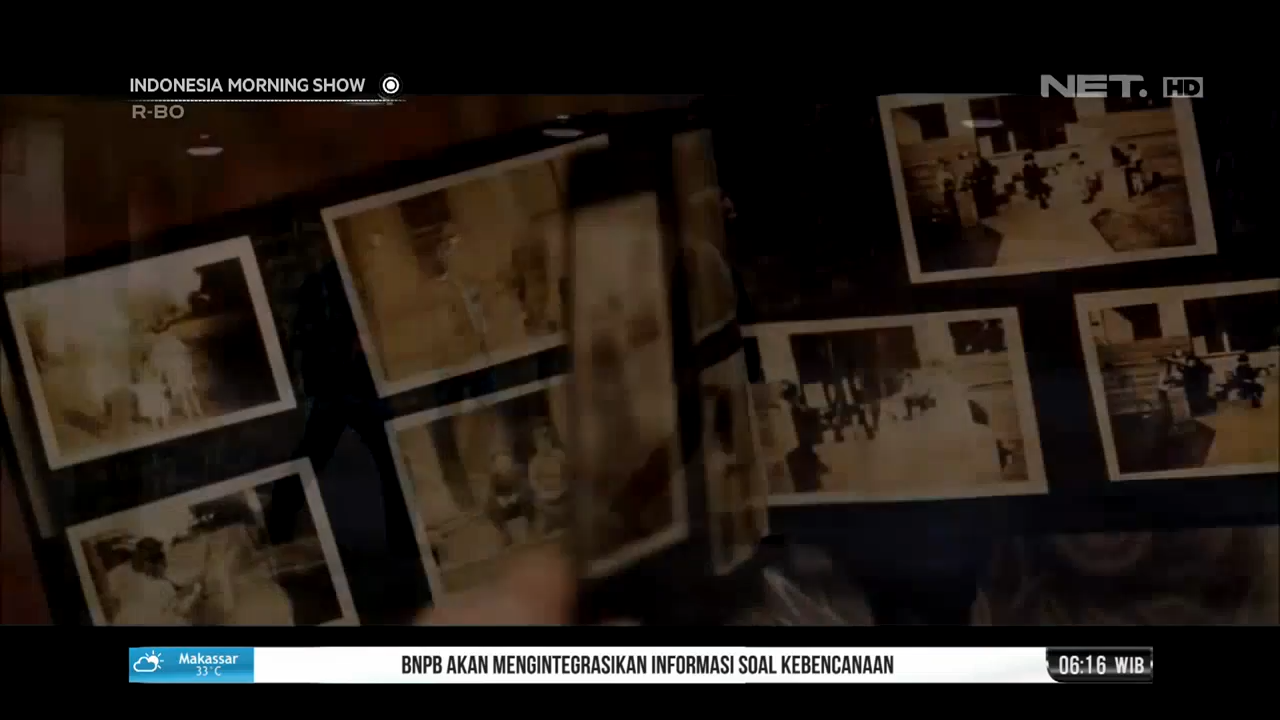 INDONESIA MORNING SHOW
NET. HD
R-BO
Makassar
33°C
BNPB AKAN MENGINTEGRASIKAN INFORMASI SOAL KEBENCANAAN
06:16 WIB